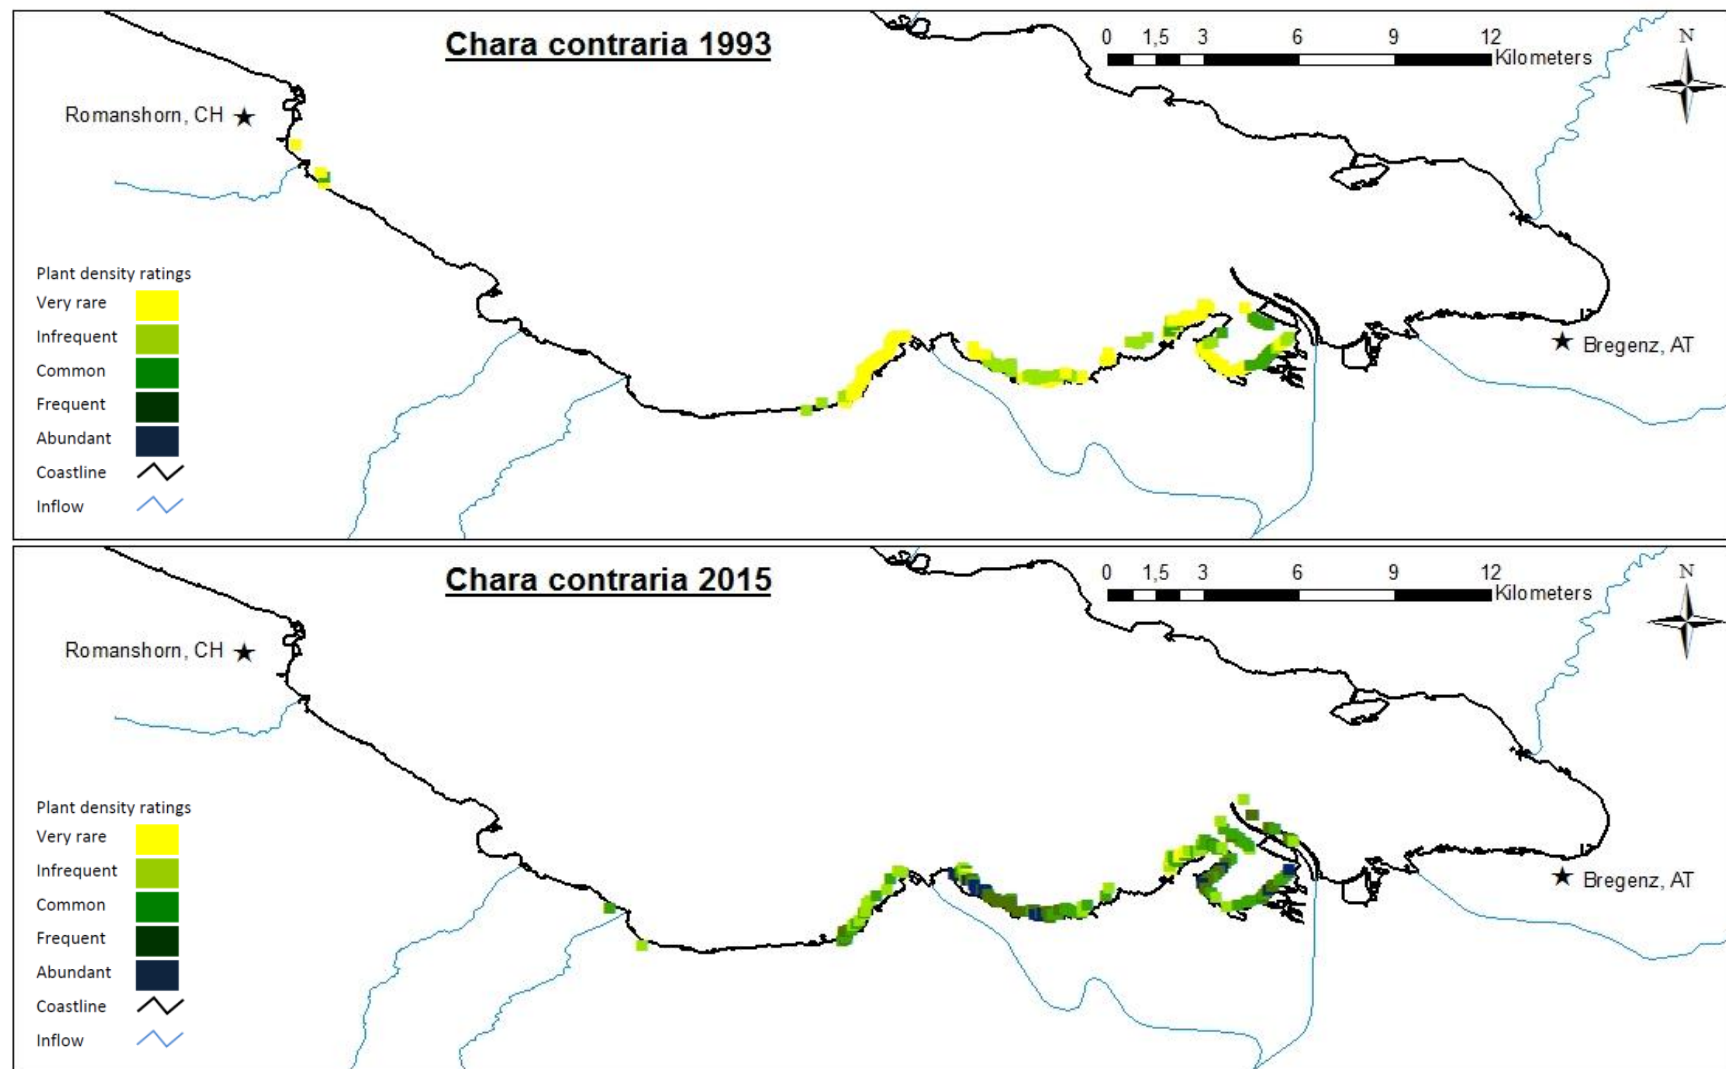 Chara contraria 1993
0 1,5 3 6 9 12
Kilometers
N
Romanshorn, CH
Plant density ratings
Very rare
Infrequent
Common
Frequent
Abundant
Coastline
Inflow
Bregenz, AT
Chara contraria 2015
0 1,5 3 6 9 12
Kilometers
N
Romanshorn, CH
Plant density ratings
Very rare
Infrequent
Common
Frequent
Abundant
Coastline
Inflow
Bregenz, AT